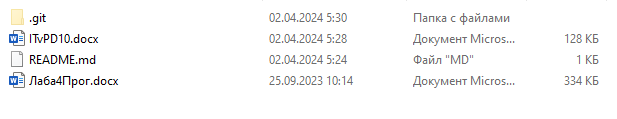 .git 02.04.2024 5:30 Папка с файлами
ITvPD10.docx 02.04.2024 5:28 Документ Micros... 128 КБ
README.md 02.04.2024 5:24 Файл "MD" 1 КБ
Лаба4Прог.docx 25.09.2023 10:14 Документ Micros... 334 КБ